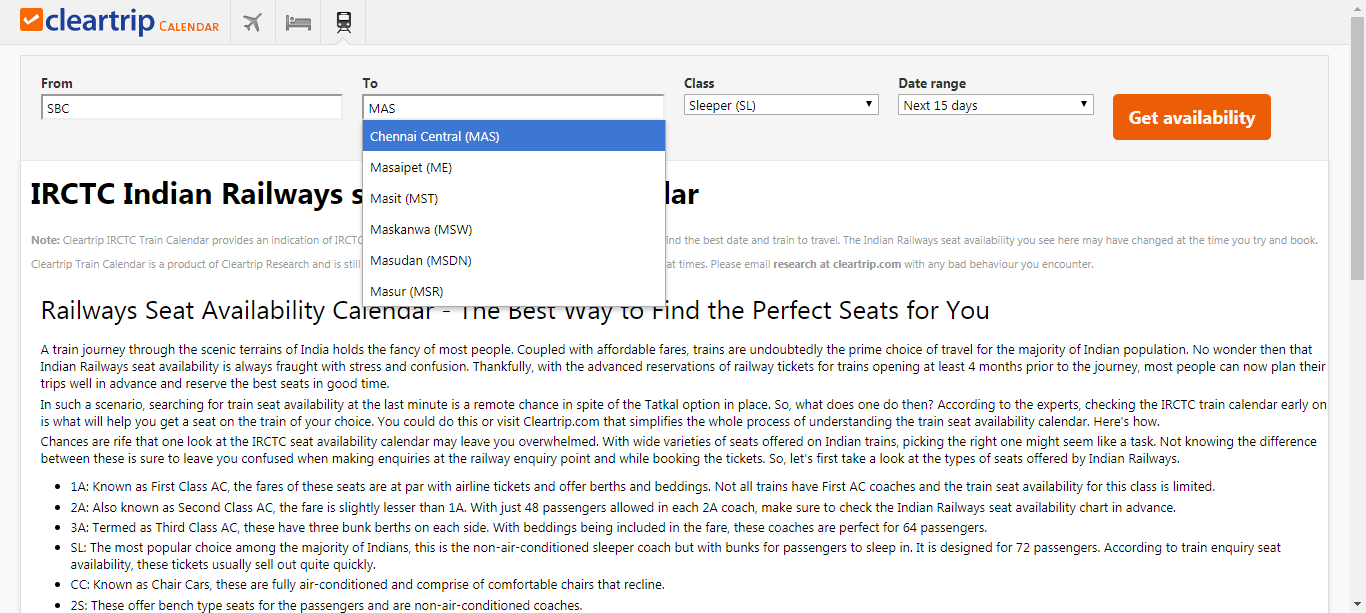 cleartrip CALENDAR
From
To
Class
Date range
SBC
MAS
Sleeper (SL)
Next 15 days
Get availability
Chennai Central (MAS)
Masaipet (ME)
Masit (MST)
Maskanwa (MSW)
Masudan (MSDN)
Masur (MSR)
IRCTC Indian Railways
Note: Cleartrip IRCTC Train Calendar provides an indication of IRCTC find the best date and train to travel. The Indian Railways seat availability you see here may have changed at the time you try and book.
Cleartrip Train Calendar is a product of Cleartrip Research and is still at times. Please email research at cleartrip.com with any bad behaviour you encounter.
Railways Seat Availability Calendar - The Best Way to Find the Perfect Seats for You
A train journey through the scenic terrains of India holds the fancy of most people. Coupled with affordable fares, trains are undoubtedly the prime choice of travel for the majority of Indian population. No wonder then that
Indian Railways seat availability is always fraught with stress and confusion. Thankfully, with the advanced reservations of railway tickets for trains opening at least 4 months prior to the journey, most people can now plan their
trips well in advance and reserve the best seats in good time.
In such a scenario, searching for train seat availability at the last minute is a remote chance in spite of the Tatkal option in place. So, what does one do then? According to the experts, checking the IRCTC train calendar early on
is what will help you get a seat on the train of your choice. You could do this or visit Cleartrip.com that simplifies the whole process of understanding the train seat availability calendar. Here's how.
Chances are rife that one look at the IRCTC seat availability calendar may leave you overwhelmed. With wide varieties of seats offered on Indian trains, picking the right one might seem like a task. Not knowing the difference
between these is sure to leave you confused when making enquiries at the railway enquiry point and while booking the tickets. So, let's first take a look at the types of seats offered by Indian Railways.
• 1A: Known as First Class AC, the fares of these seats are at par with airline tickets and offer berths and beddings. Not all trains have First AC coaches and the train seat availability for this class is limited.
• 2A: Also known as Second Class AC, the fare is slightly lesser than 1A. With just 48 passengers allowed in each 2A coach, make sure to check the Indian Railways seat availability chart in advance.
• 3A: Termed as Third Class AC, these have three bunk berths on each side. With beddings being included in the fare, these coaches are perfect for 64 passengers.
• SL: The most popular choice among the majority of Indians, this is the non-air-conditioned sleeper coach but with bunks for passengers to sleep in. It is designed for 72 passengers. According to train enquiry seat
availability, these tickets usually sell out quite quickly.
• CC: Known as Chair Cars, these are fully air-conditioned and comprise of comfortable chairs that recline.
• 2S: These offer bench type seats for the passengers and are non-air-conditioned coaches.